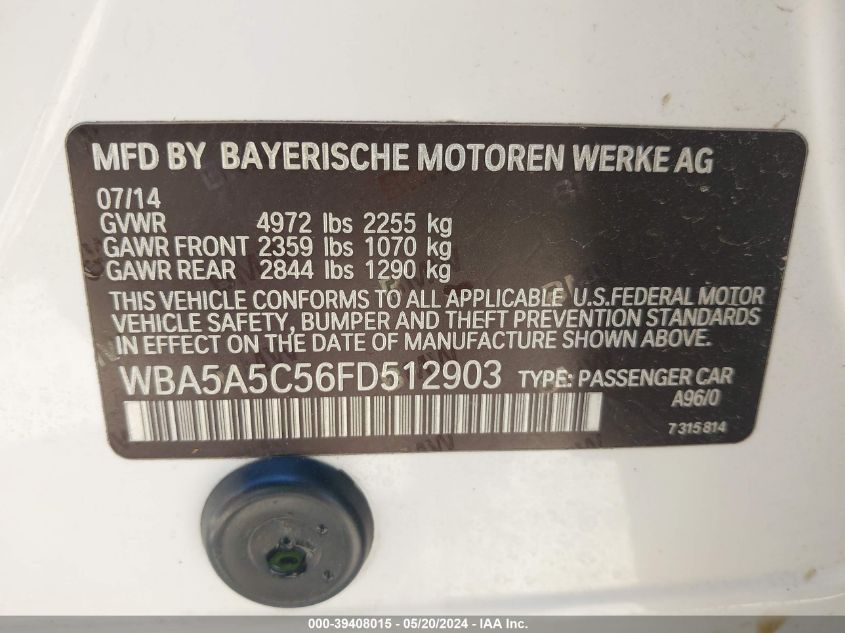 MFD BY BAYERISCHE MOTOREN WERKE AG
07/14
GVWR 4972 lbs 2255 kg
GAWR FRONT 2359 lbs 1070 kg
GAWR REAR 2844 lbs 1290 kg
THIS VEHICLE CONFORMS TO ALL APPLICABLE U.S.FEDERAL MOTOR
VEHICLE SAFETY, BUMPER AND THEFT PREVENTION STANDARDS
IN EFFECT ON THE DATE OF MANUFACTURE SHOWN ABOVE.
WBA5A5C56FD512903 TYPE: PASSENGER CAR
A96/0
7 315 814
000-39408015 - 05/20/2024 - IAA Inc.